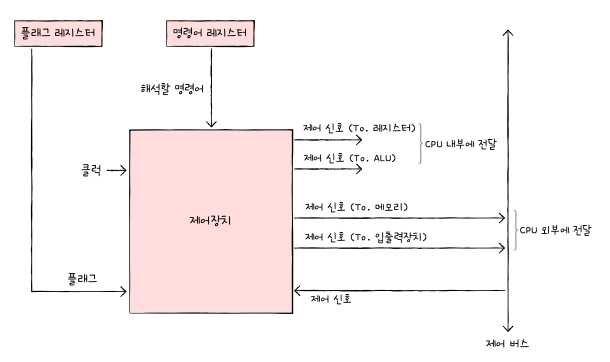 플래그 레지스터
명령어 레지스터
해석할 명령어
제어 신호 (To. 레지스터)
CPU 내부에 전달
제어 신호 (To. ALU)
클럭
제어 신호 (To. 메모리)
제어장치
CPU 외부에 전달
제어 신호 (To. 입출력장치)
플래그
제어 신호
제어 버스